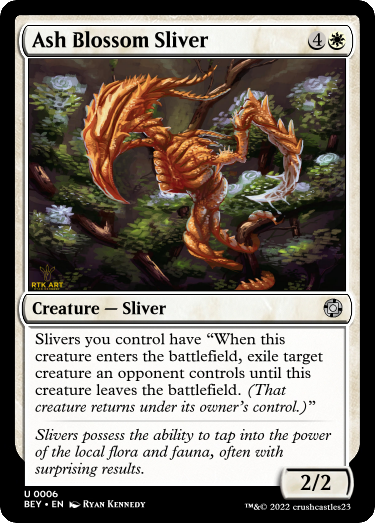 Ash Blossom Sliver 4
RTK ART
Creature — Sliver
Slivers you control have “When this
creature enters the battlefield, exile target
creature an opponent controls until this
creature leaves the battlefield. (That
creature returns under its owner’s control.)”
Slivers possess the ability to tap into the power
of the local flora and fauna, often with
surprising results.
2/2
U 0006
BEY • EN Ryan Kennedy
™&© 2022 crushcastles23